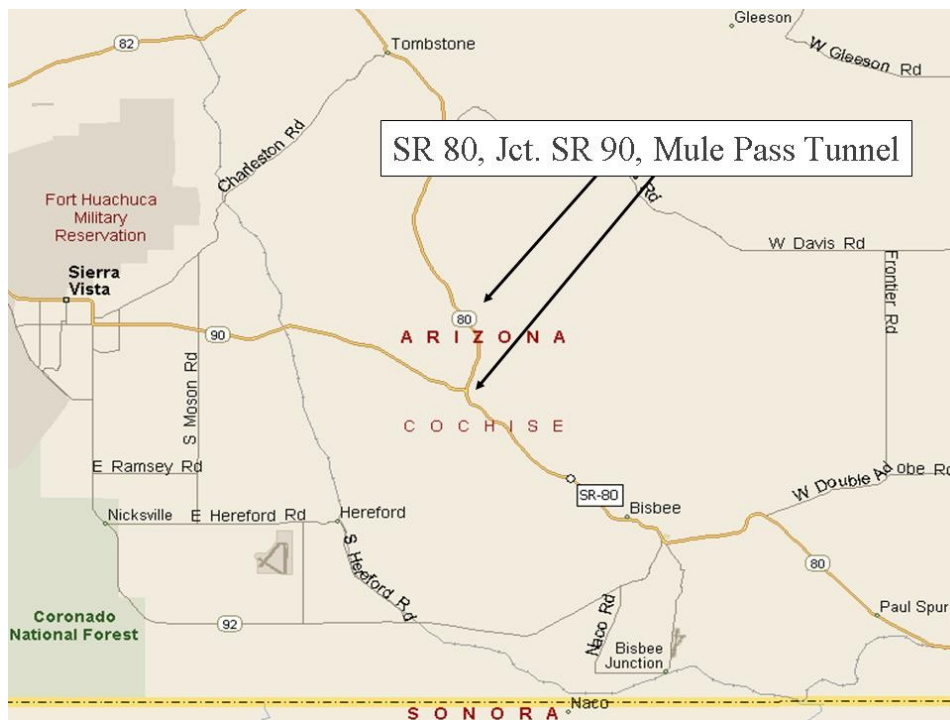 Gleeson
82
Tombstone
W Gleeson Rd
Charleston Rd
SR 80, Jct. SR 90, Mule Pass Tunnel
Rd
Fort Huachuca
Military
Reservation
W Davis Rd
Frontier Rd
Sierra
Vista
80
90
ARIZONA
S Moson Rd
COCHISE
E Ramsey Rd
W Double Ad
obe Rd
SR-80
Nicksville
E Hereford Rd
Hereford
Bisbee
S Hereford Rd
80
Coronado
National Forest
92
Naco Rd
Paul Spur
Bisbee
Junction
Naco
SONORA